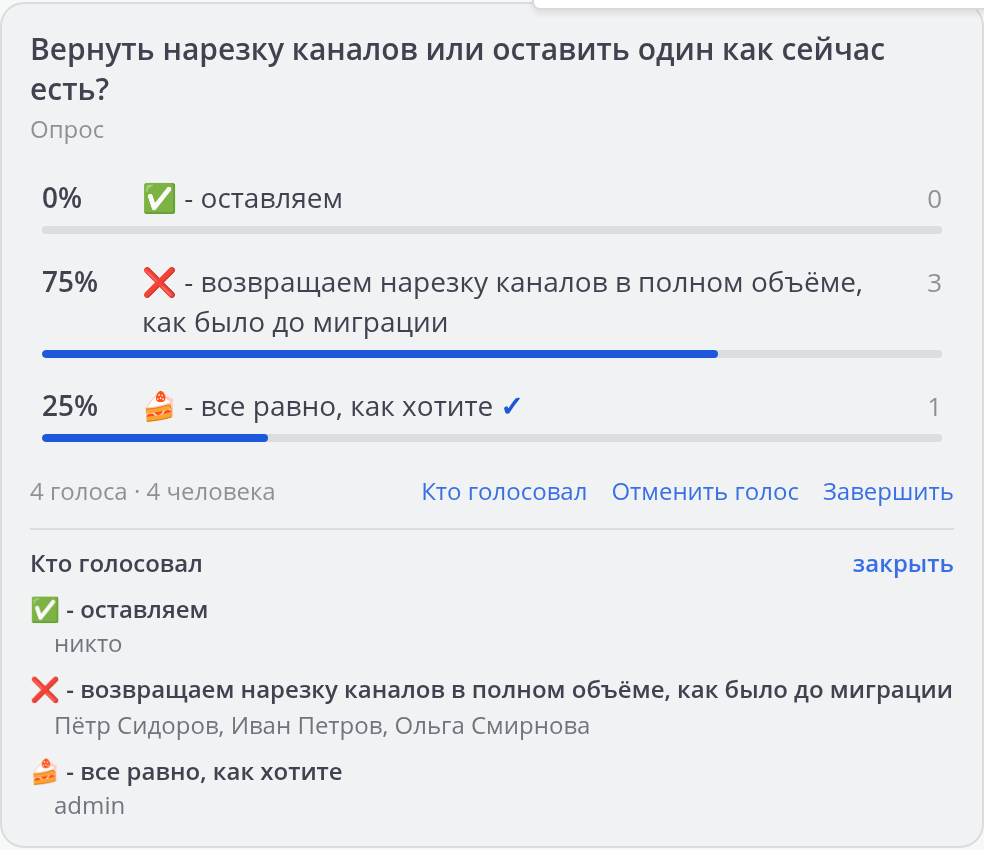 Вернуть нарезку каналов или оставить один как сейчас
есть?
Опрос
0% ✅ - оставляем 0
75% ❌ - возвращаем нарезку каналов в полном объёме, 3
как было до миграции
25% 🍰 - все равно, как хотите ✓ 1
4 голоса · 4 человека Кто голосовал Отменить голос Завершить
Кто голосовал закрыть
✅ - оставляем
никто
❌ - возвращаем нарезку каналов в полном объёме, как было до миграции
Пётр Сидоров, Иван Петров, Ольга Смирнова
🍰 - все равно, как хотите
admin